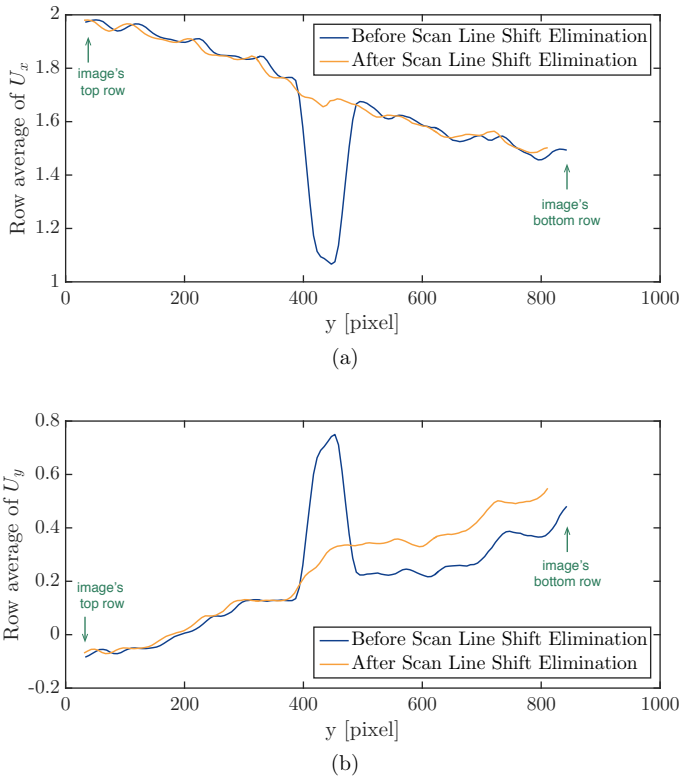 2
1.8
1.6
1.4
1.2
1
Row average of U_x
Before Scan Line Shift Elimination
After Scan Line Shift Elimination
image's
top row
image's
bottom row
0
200
400
600
800
1000
y [pixel]
(a)
0.8
0.6
0.4
0.2
0
-0.2
Row average of U_y
image's
top row
image's
bottom row
Before Scan Line Shift Elimination
After Scan Line Shift Elimination
0
200
400
600
800
1000
y [pixel]
(b)